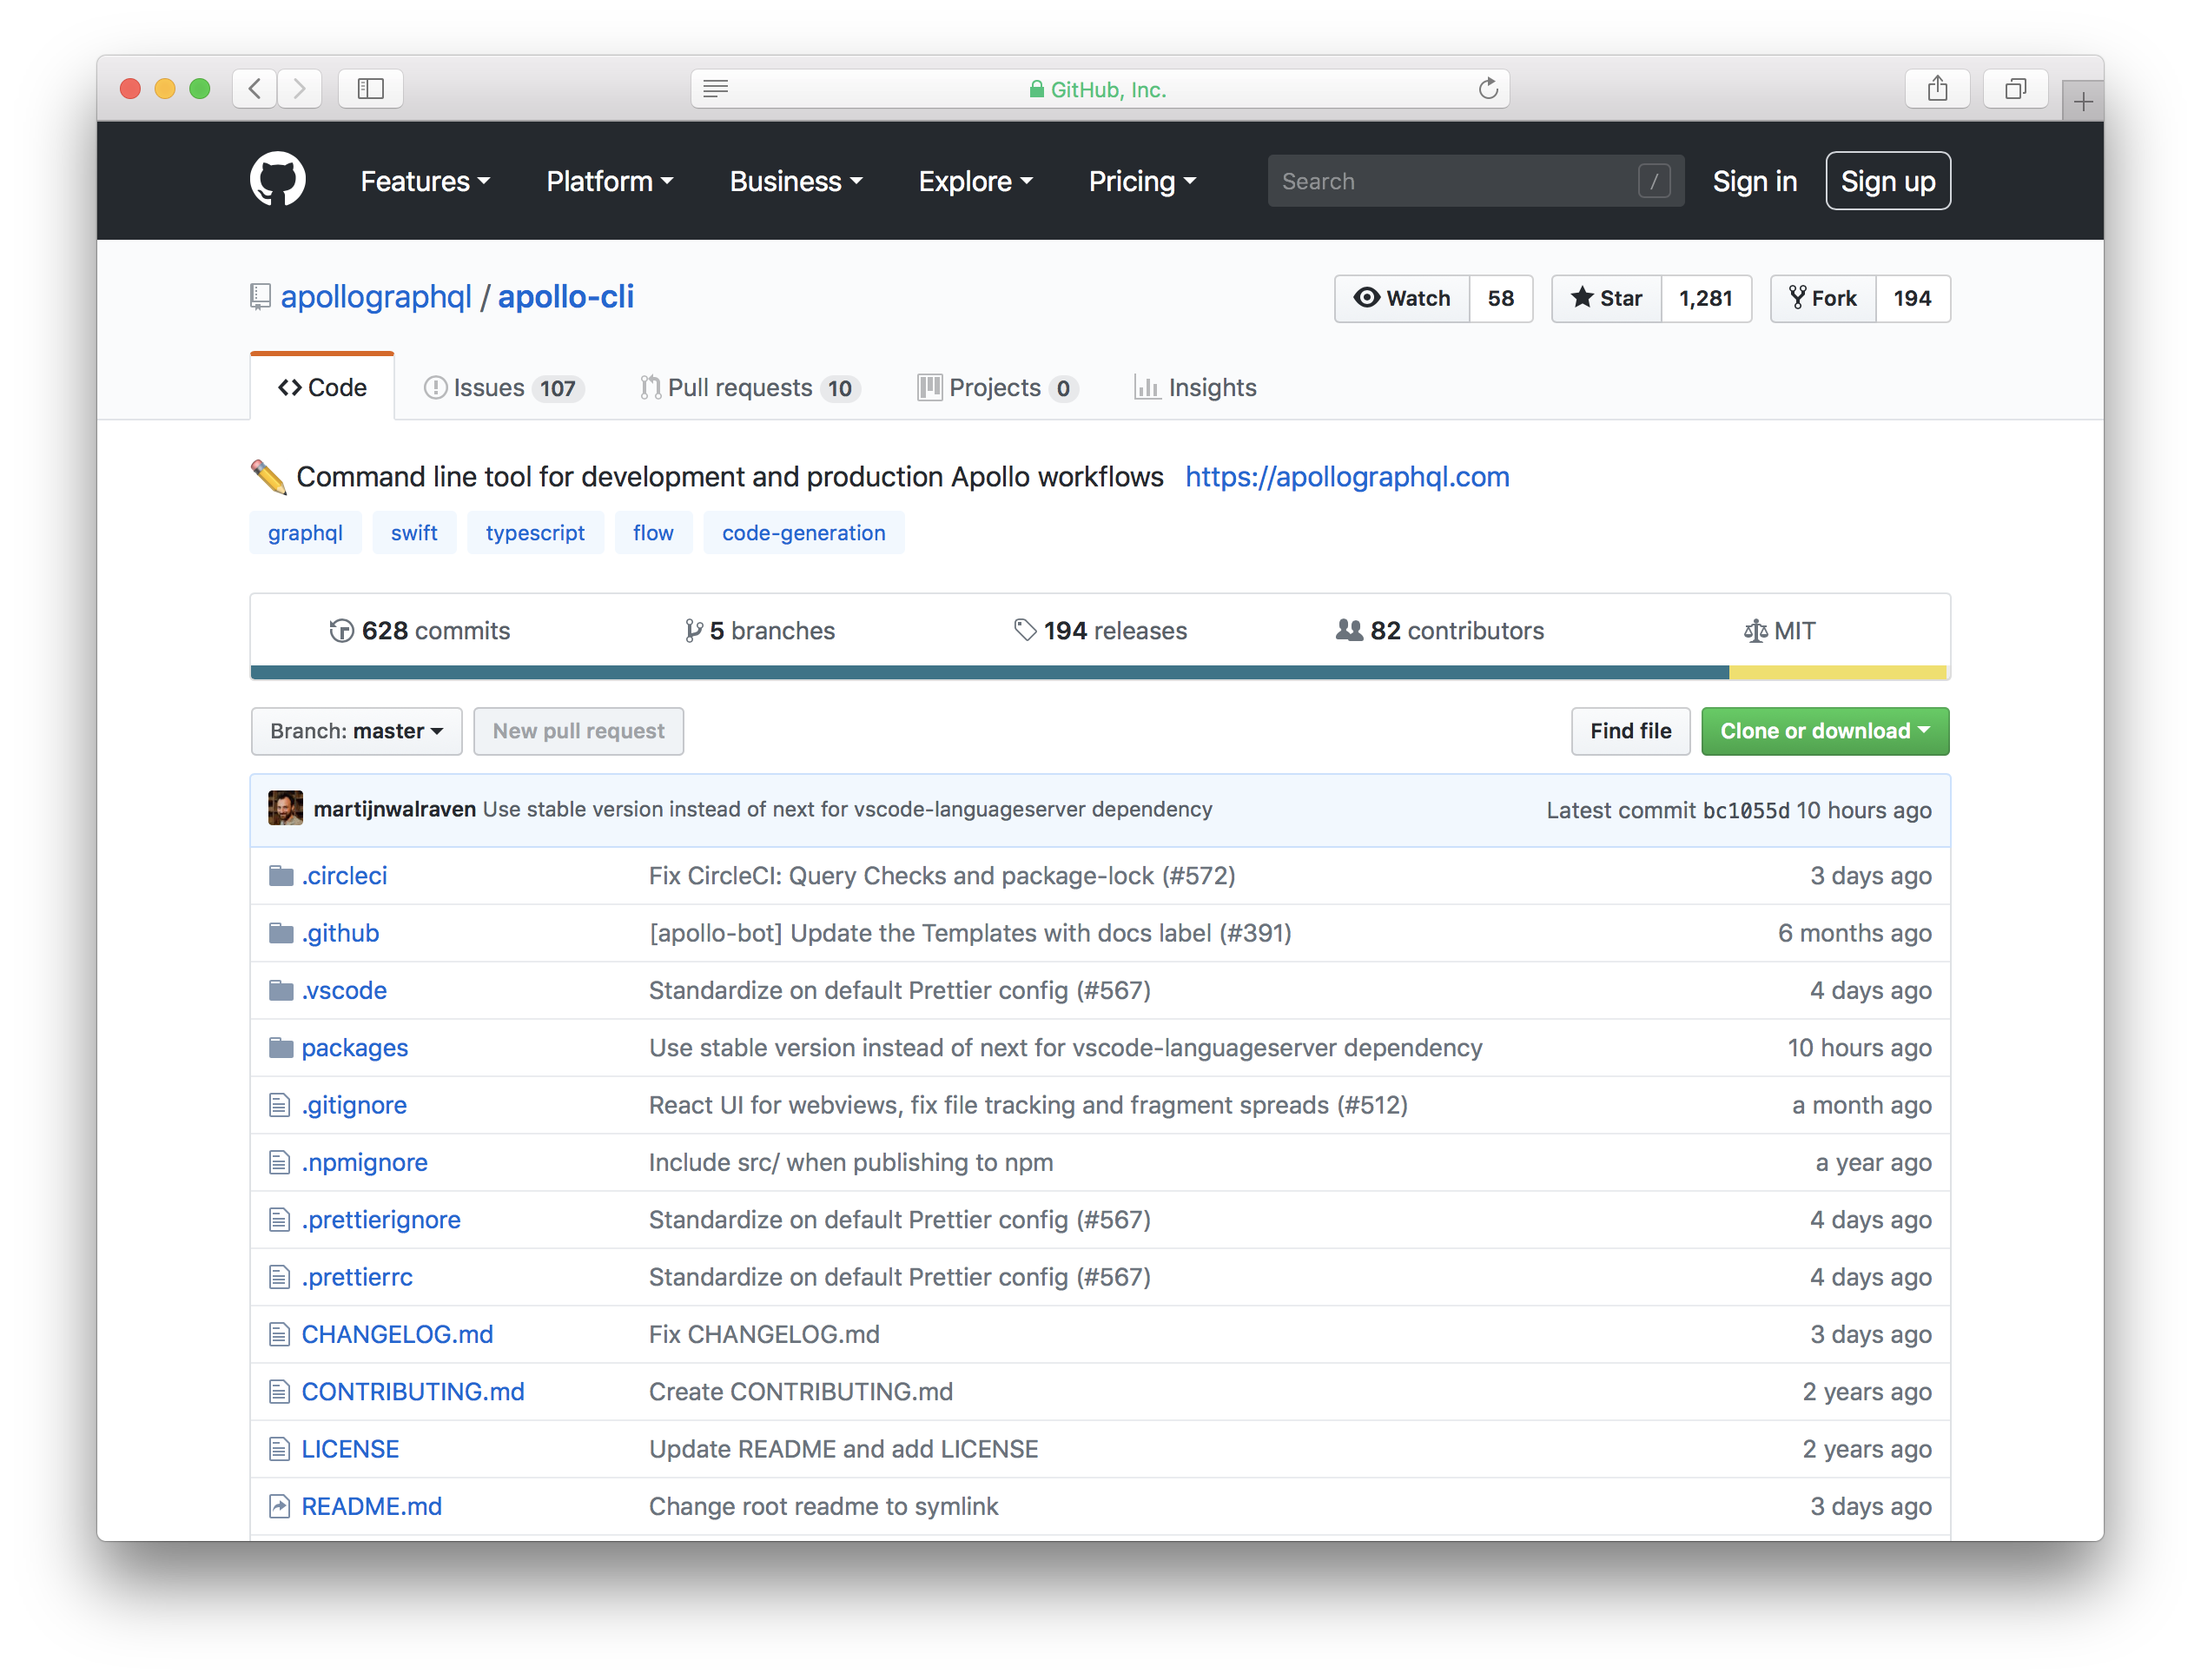 GitHub, Inc.
Features Platform Business Explore Pricing Search / Sign in Sign up
apollographql / apollo-cli Watch 58 Star 1,281 Fork 194
Code Issues 107 Pull requests 10 Projects 0 Insights
Command line tool for development and production Apollo workflows https://apollographql.com
graphql swift typescript flow code-generation
628 commits 5 branches 194 releases 82 contributors MIT
Branch: master New pull request Find file Clone or download
martijnwalraven Use stable version instead of next for vscode-languageserver dependency Latest commit bc1055d 10 hours ago
.circleci Fix CircleCI: Query Checks and package-lock (#572) 3 days ago
.github [apollo-bot] Update the Templates with docs label (#391) 6 months ago
.vscode Standardize on default Prettier config (#567) 4 days ago
packages Use stable version instead of next for vscode-languageserver dependency 10 hours ago
.gitignore React UI for webviews, fix file tracking and fragment spreads (#512) a month ago
.npmignore Include src/ when publishing to npm a year ago
.prettierignore Standardize on default Prettier config (#567) 4 days ago
.prettierrc Standardize on default Prettier config (#567) 4 days ago
CHANGELOG.md Fix CHANGELOG.md 3 days ago
CONTRIBUTING.md Create CONTRIBUTING.md 2 years ago
LICENSE Update README and add LICENSE 2 years ago
README.md Change root readme to symlink 3 days ago